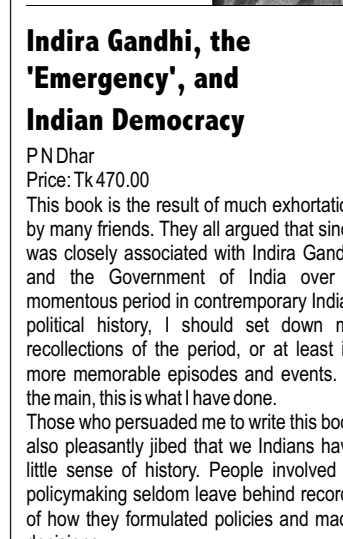 Indira Gandhi, the
'Emergency', and
Indian Democracy
P N Dhar
Price: Tk 470.00
This book is the result of much exhortatio
by many friends. They all argued that sinc
was closely associated with Indira Gand
and the Government of India over
momentous period in contremporary India
political history, I should set down m
recollections of the period, or at least i
more memorable episodes and events.
the main, this is what I have done.
Those who persuaded me to write this boo
also pleasantly jibed that we Indians hav
little sense of history. People involved
policymaking seldom leave behind record
of how they formulated policies and mad